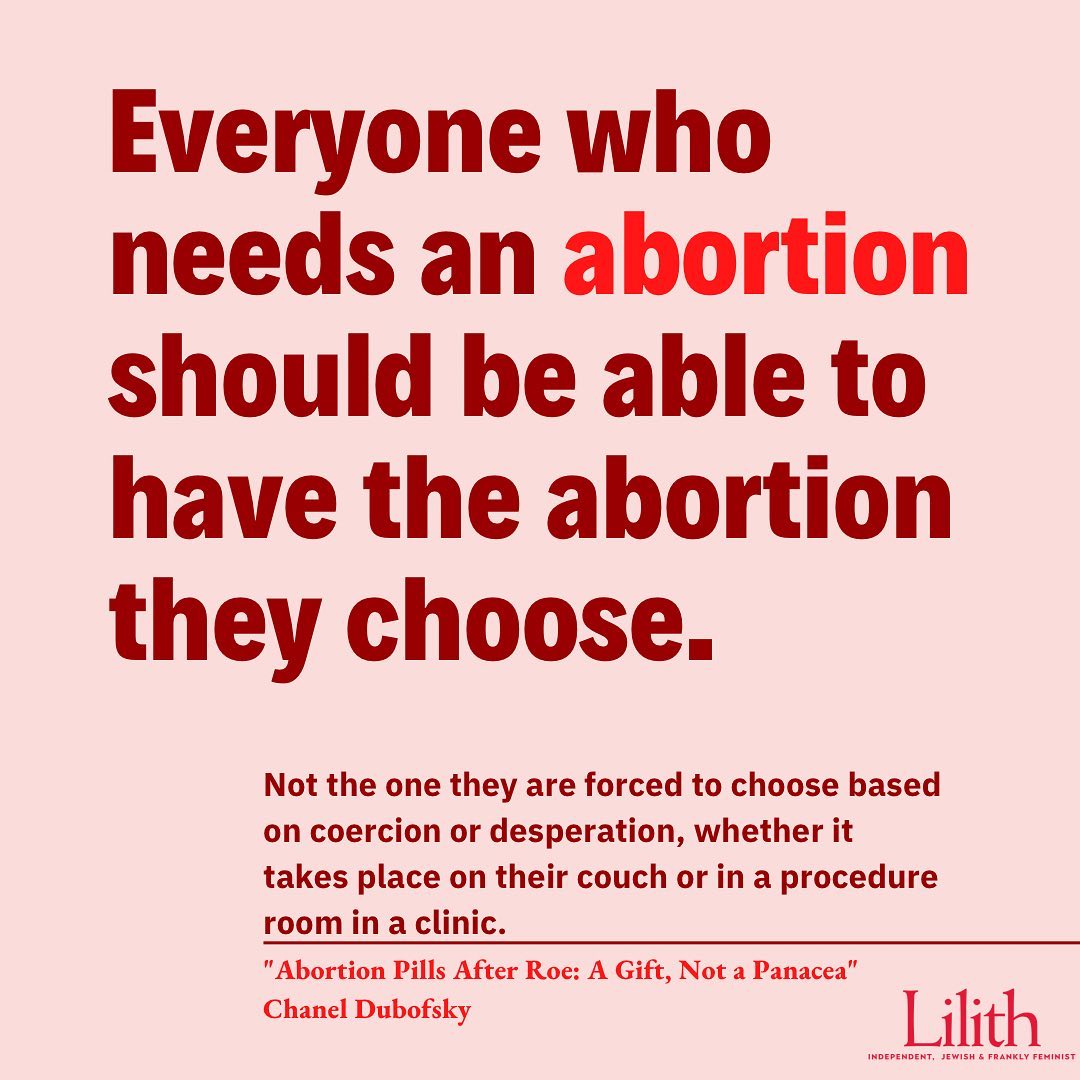 Everyone who
needs an abortion
should be able to
have the abortion
they choose.
Not the one they are forced to choose based
on coercion or desperation, whether it
takes place on their couch or in a procedure
room in a clinic.
"Abortion Pills After Roe: A Gift, Not a Panacea"
Chanel Dubofsky
Lilith
INDEPENDENT, JEWISH & FRANKLY FEMINIST